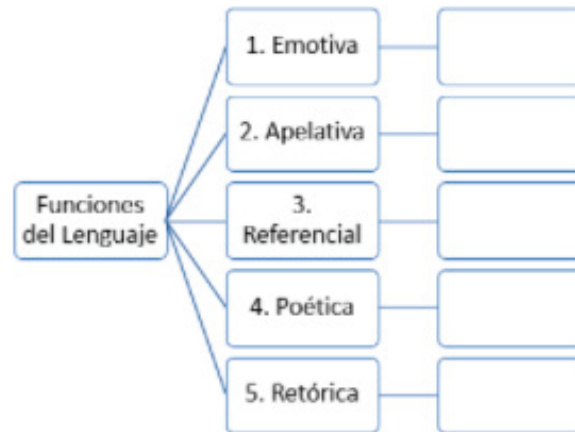 Funciones
del Lenguaje
1. Emotiva
2. Apelativa
3.
Referencial
4. Poética
5. Retórica